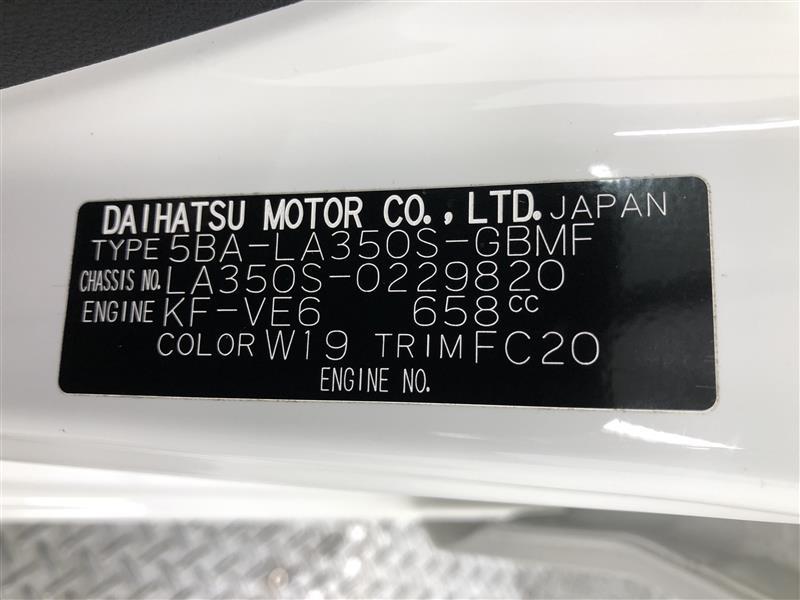 DAIHATSU MOTOR CO., LTD. JAPAN
TYPE 5BA-LA350S-GBMF
CHASSIS NO. LA350S-0229820
ENGINE KF-VE6 658cc
COLOR W19 TRIM FC20
ENGINE NO.